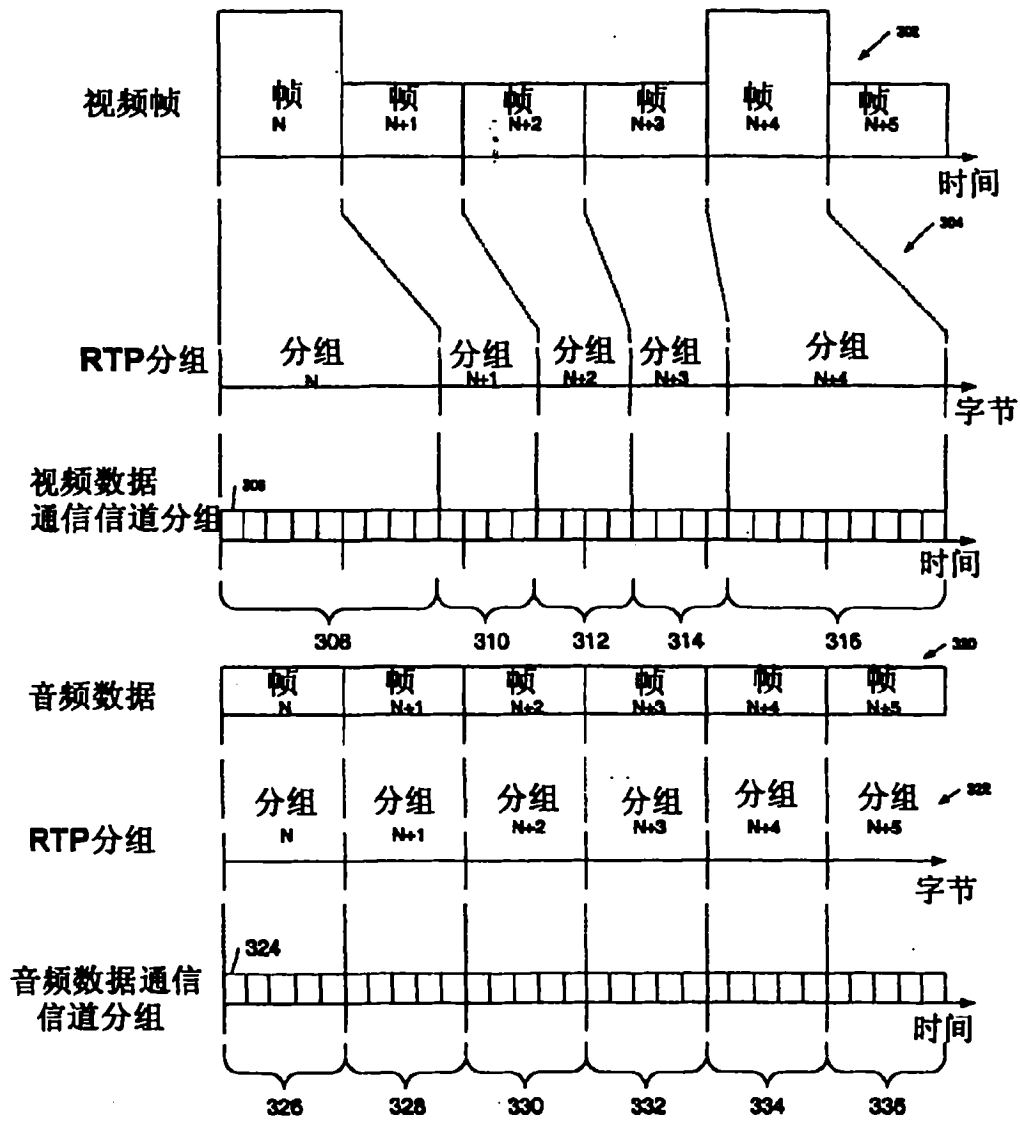 302
视频帧
帧 帧 帧 帧 帧 帧
N N+1 N+2 N+3 N+4 N+5
时间
304
RTP分组
分组 分组 分组 分组 分组
N N+1 N+2 N+3 N+4
字节
视频数据
通信信道分组
306
时间
308 310 312 314 316
320
音频数据
帧 帧 帧 帧 帧 帧
N N+1 N+2 N+3 N+4 N+5
322
RTP分组
分组 分组 分组 分组 分组 分组
N N+1 N+2 N+3 N+4 N+5
字节
324
音频数据通信
信道分组
时间
326 328 330 332 334 336